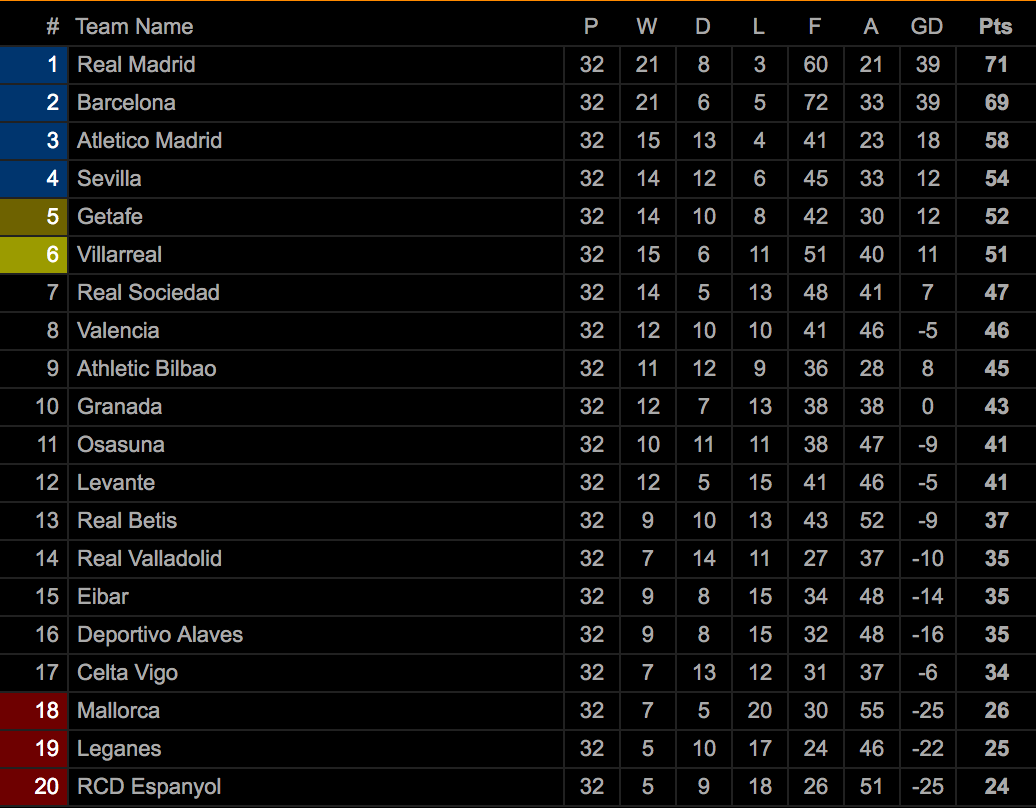 # Team Name P W D L F A GD Pts
1 Real Madrid 32 21 8 3 60 21 39 71
2 Barcelona 32 21 6 5 72 33 39 69
3 Atletico Madrid 32 15 13 4 41 23 18 58
4 Sevilla 32 14 12 6 45 33 12 54
5 Getafe 32 14 10 8 42 30 12 52
6 Villarreal 32 15 6 11 51 40 11 51
7 Real Sociedad 32 14 5 13 48 41 7 47
8 Valencia 32 12 10 10 41 46 -5 46
9 Athletic Bilbao 32 11 12 9 36 28 8 45
10 Granada 32 12 7 13 38 38 0 43
11 Osasuna 32 10 11 11 38 47 -9 41
12 Levante 32 12 5 15 41 46 -5 41
13 Real Betis 32 9 10 13 43 52 -9 37
14 Real Valladolid 32 7 14 11 27 37 -10 35
15 Eibar 32 9 8 15 34 48 -14 35
16 Deportivo Alaves 32 9 8 15 32 48 -16 35
17 Celta Vigo 32 7 13 12 31 37 -6 34
18 Mallorca 32 7 5 20 30 55 -25 26
19 Leganes 32 5 10 17 24 46 -22 25
20 RCD Espanyol 32 5 9 18 26 51 -25 24